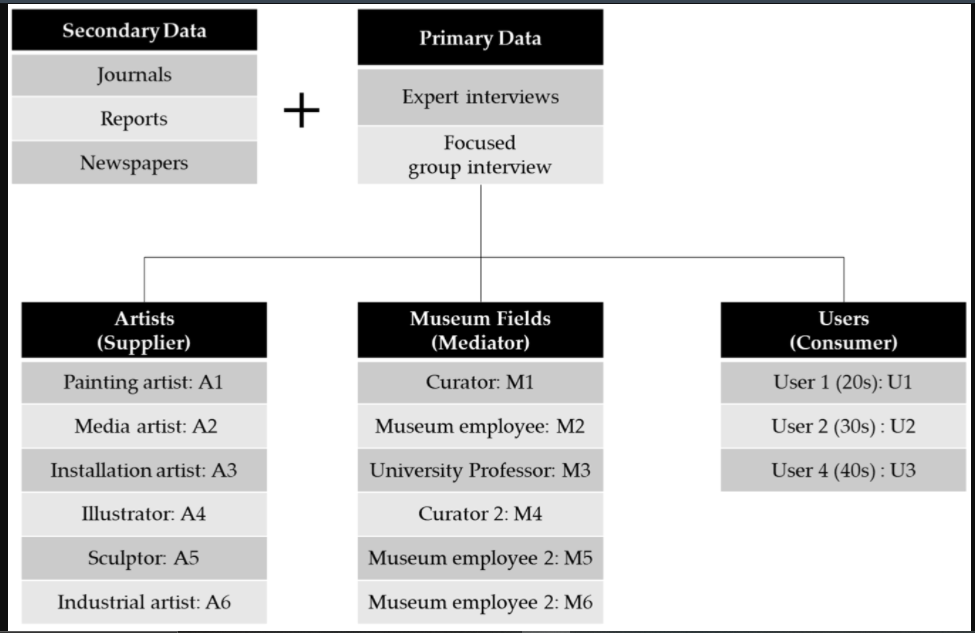 Secondary Data
Journals
Reports
Newspapers
+
Primary Data
Expert interviews
Focused
group interview
Artists
(Supplier)
Painting artist: A1
Media artist: A2
Installation artist: A3
Illustrator: A4
Sculptor: A5
Industrial artist: A6
Museum Fields
(Mediator)
Curator: M1
Museum employee: M2
University Professor: M3
Curator 2: M4
Museum employee 2: M5
Museum employee 2: M6
Users
(Consumer)
User 1 (20s): U1
User 2 (30s) : U2
User 4 (40s) : U3